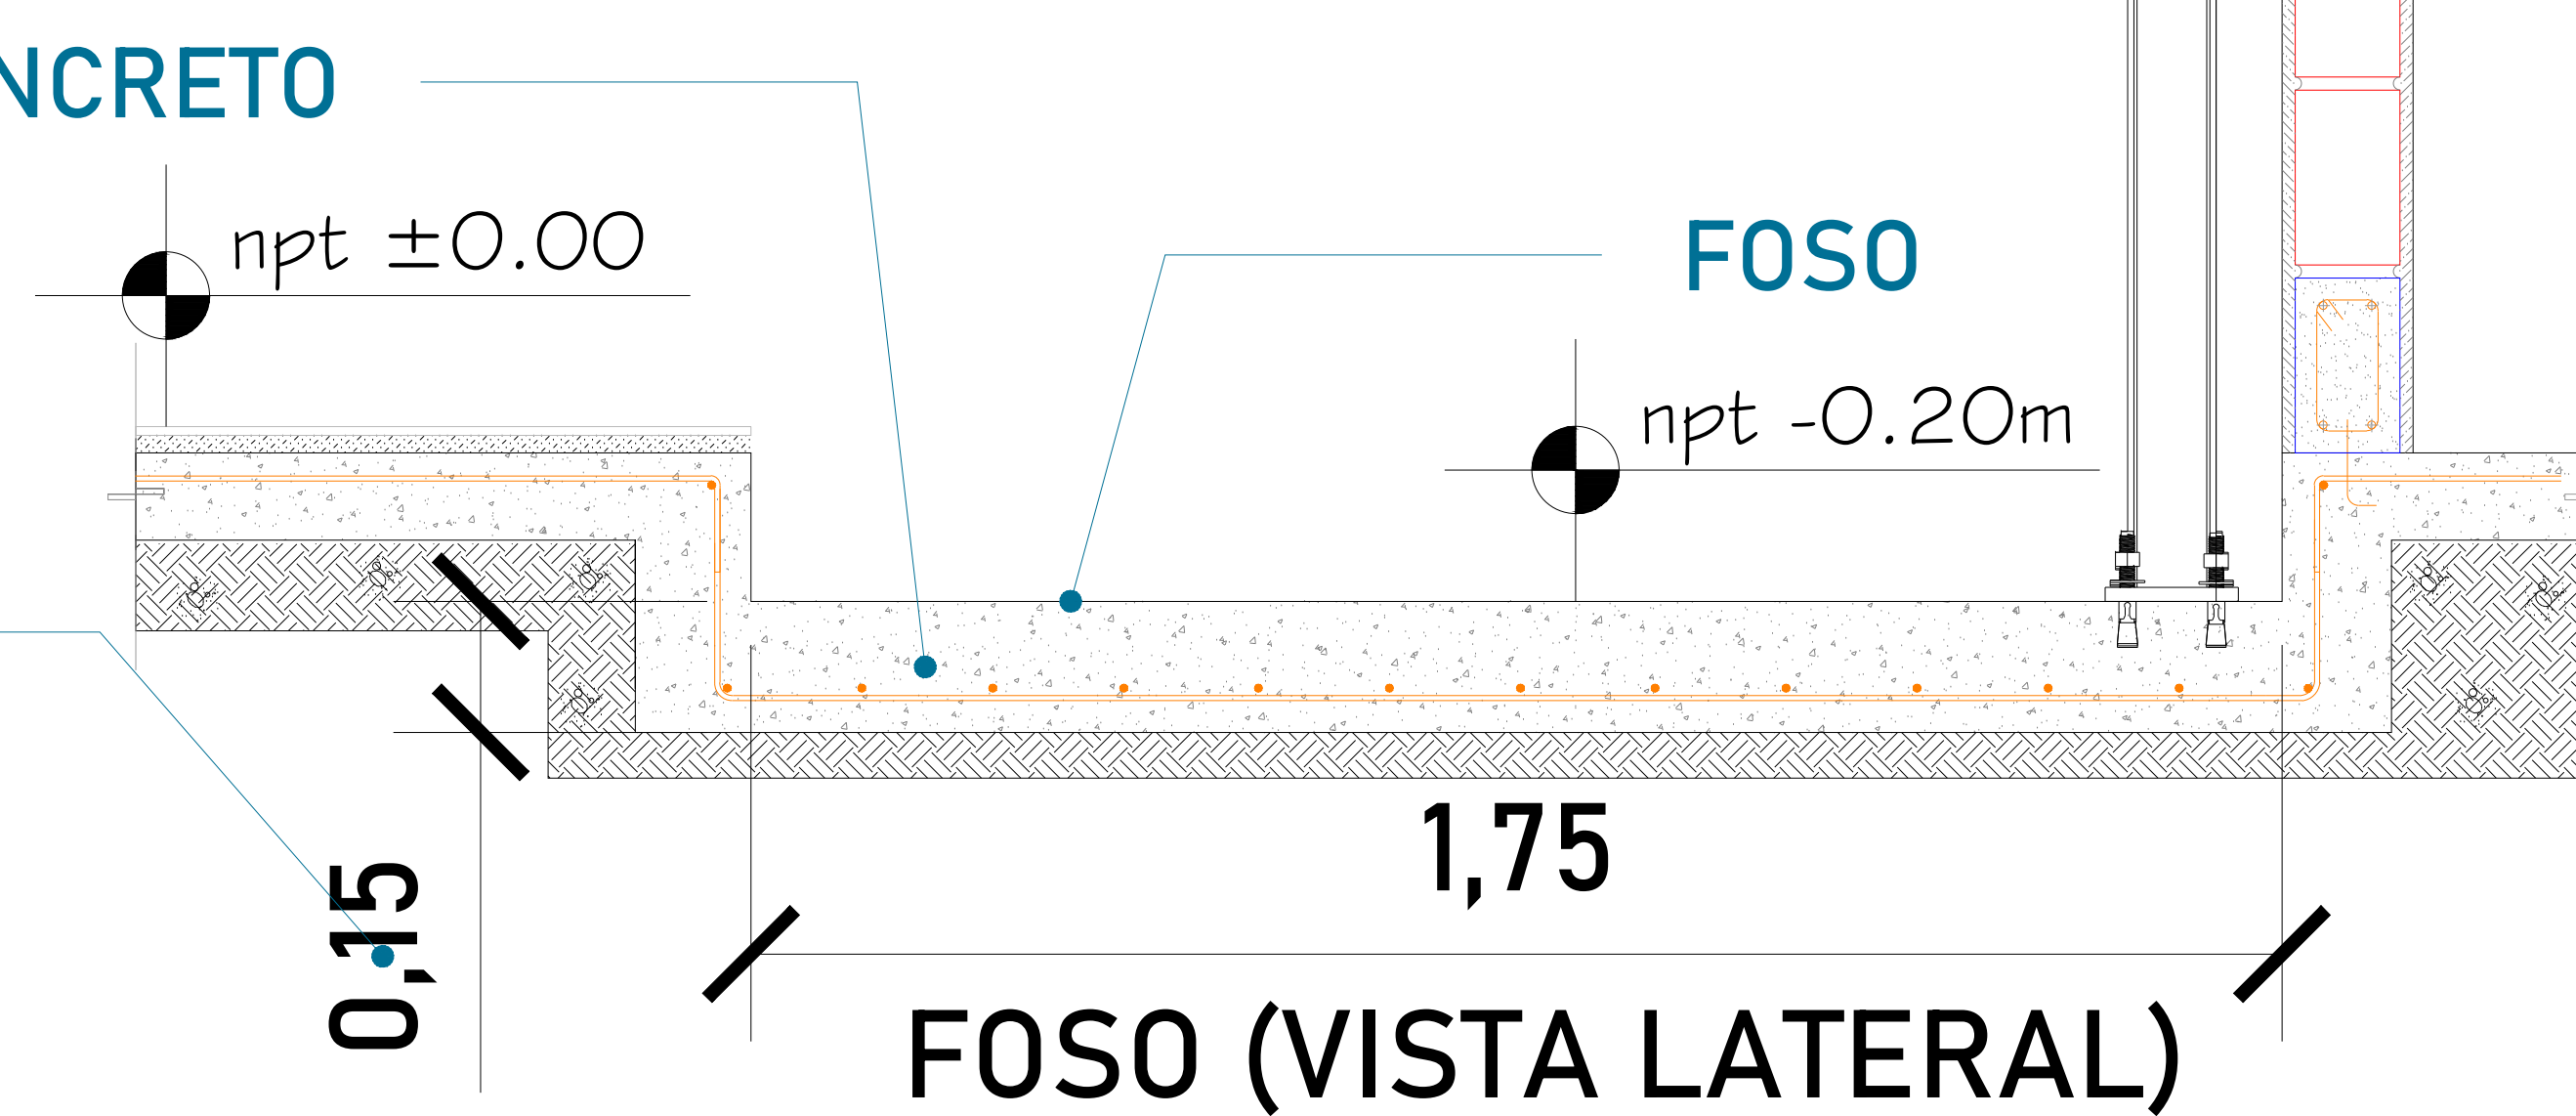 NCRETO
npt ±0.00
FOSO
npt -0.20m
1,75
0,15
FOSO (VISTA LATERAL)